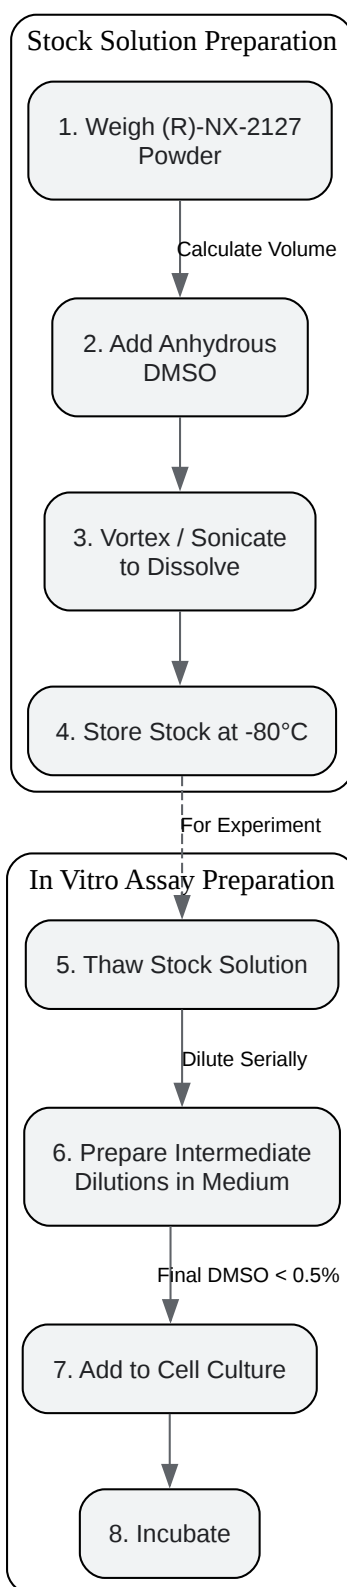 Stock Solution Preparation
1. Weigh (R)-NX-2127
Powder
Calculate Volume
2. Add Anhydrous
DMSO
3. Vortex / Sonicate
to Dissolve
4. Store Stock at -80°C
For Experiment
In Vitro Assay Preparation
5. Thaw Stock Solution
Dilute Serially
6. Prepare Intermediate
Dilutions in Medium
Final DMSO < 0.5%
7. Add to Cell Culture
8. Incubate